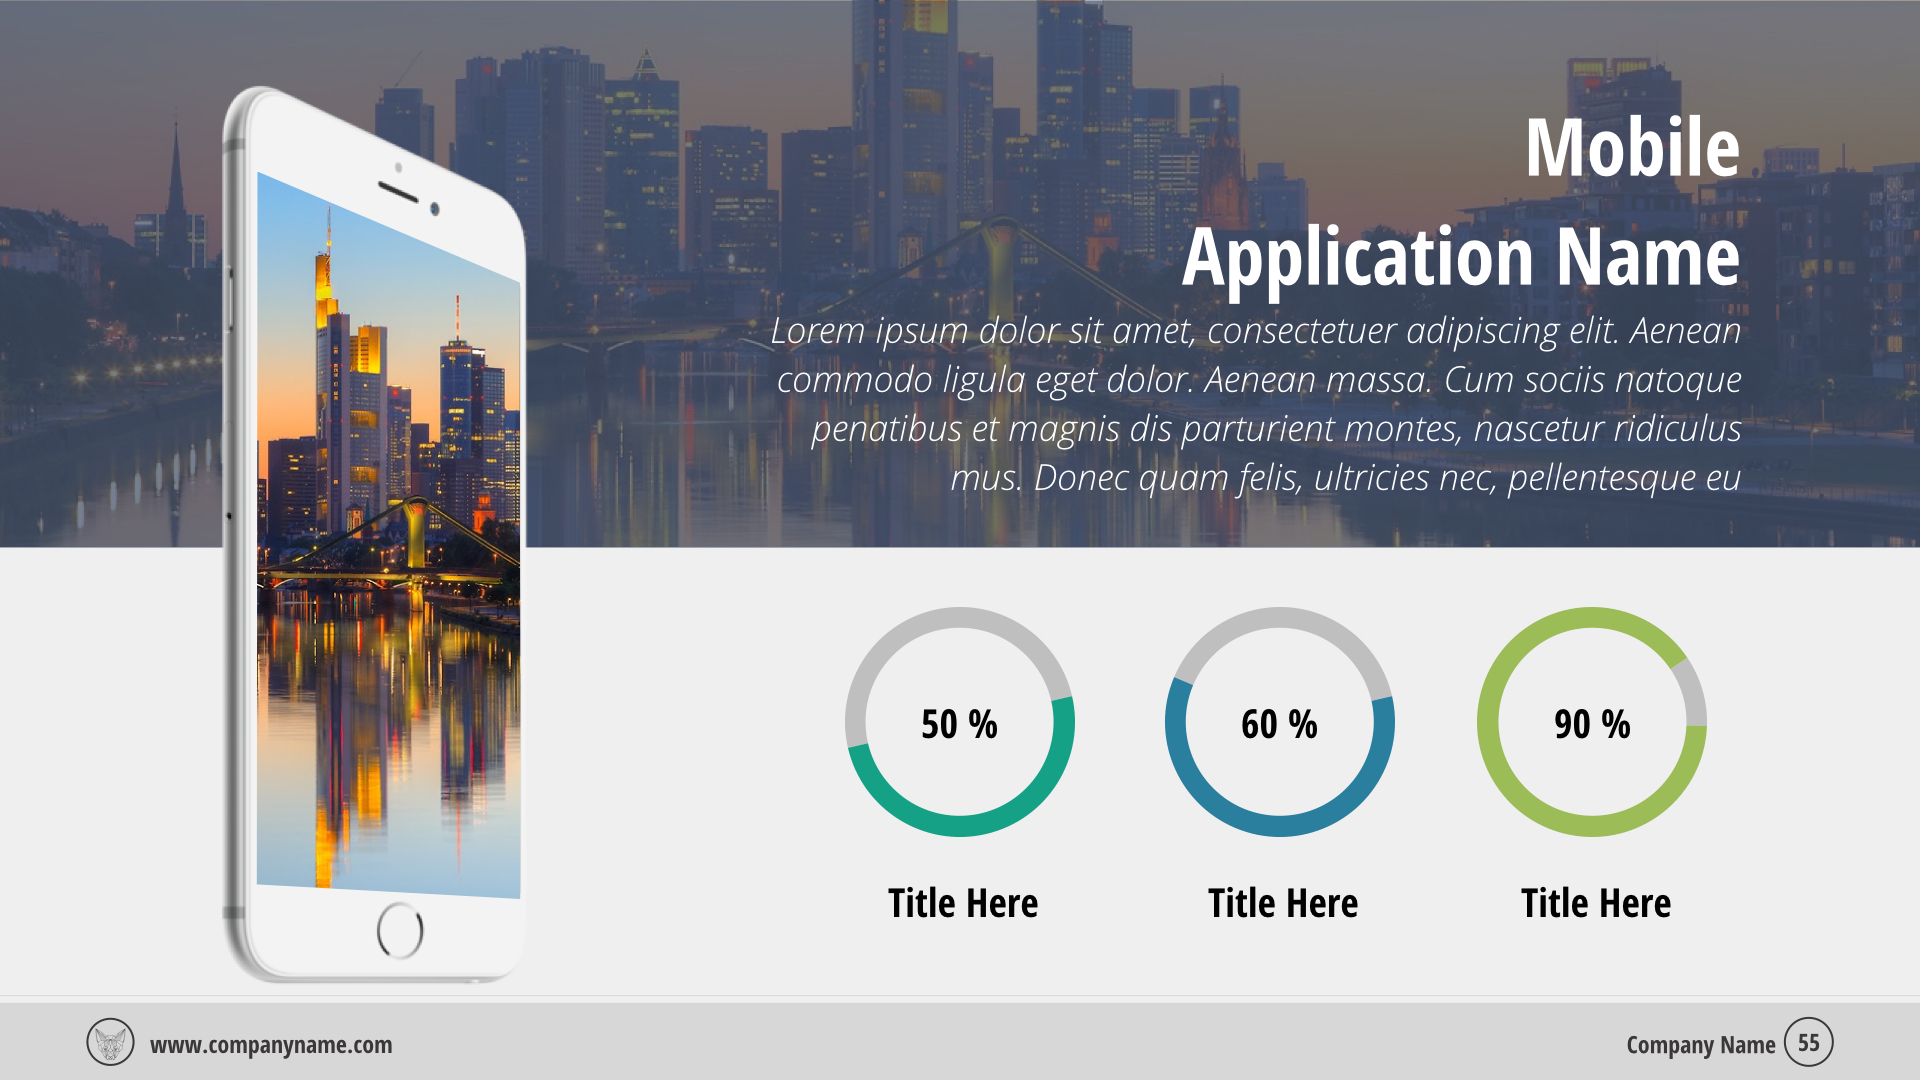 Mobile
Application Name
Lorem ipsum dolor sit amet, consectetuer adipiscing elit. Aenean
commodo ligula eget dolor. Aenean massa. Cum sociis natoque
penatibus et magnis dis parturient montes, nascetur ridiculus
mus. Donec quam felis, ultricies nec, pellentesque eu
50 %
60 %
90 %
Title Here
Title Here
Title Here
www.companyname.com
Company Name
55